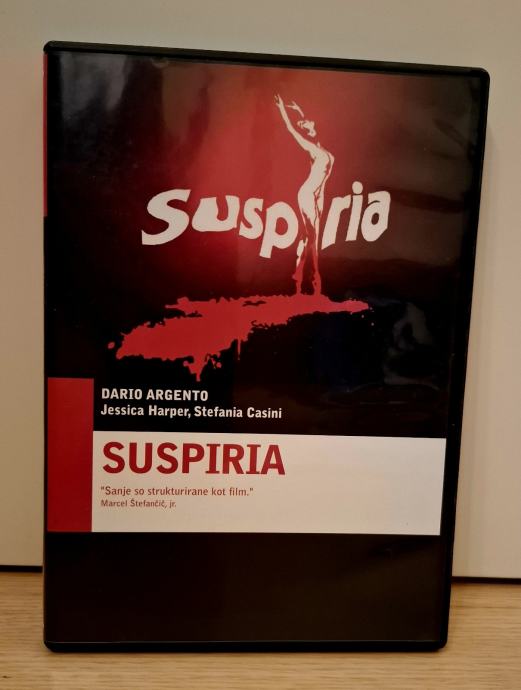 Suspiria
DARIO ARGENTO
Jessica Harper, Stefania Casini
SUSPIRIA
"Sanje so strukturirane kot film."
Marcel Štefančič, jr.